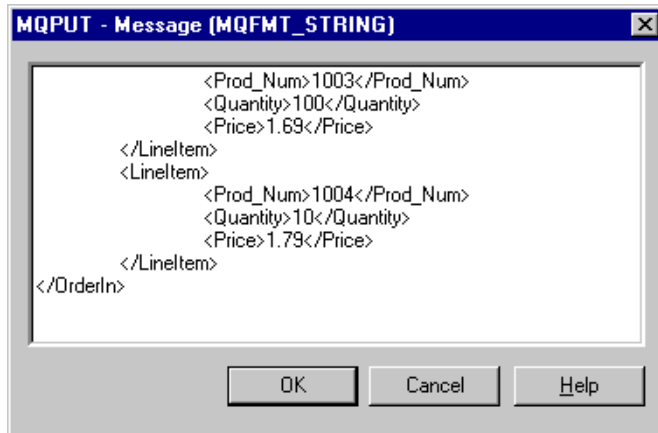 MQPUT - Message (MQFMT_STRING)
<Prod_Num>1003</Prod_Num>
<Quantity>100</Quantity>
<Price>1.69</Price>
</LineItem>
<LineItem>
<Prod_Num>1004</Prod_Num>
<Quantity>10</Quantity>
<Price>1.79</Price>
</LineItem>
</OrderIn>
OK Cancel Help